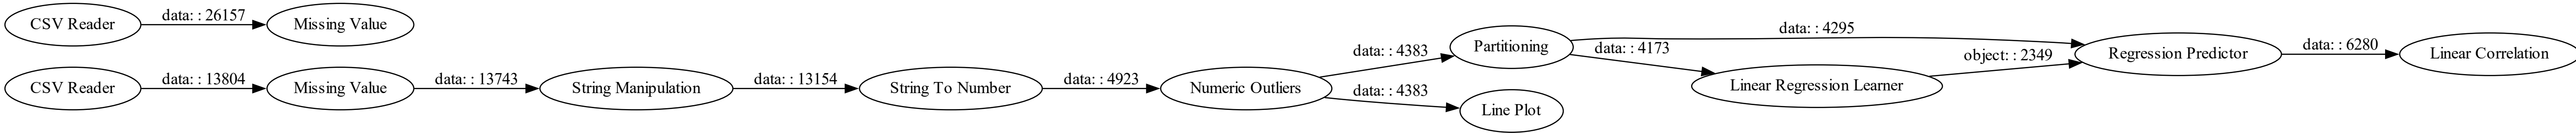 CSV Reader
data: : 26157
Missing Value
CSV Reader
data: : 13804
Missing Value
data: : 13743
String Manipulation
data: : 13154
String To Number
data: : 4923
Numeric Outliers
data: : 4383
data: : 4383
Partitioning
Line Plot
data: : 4295
data: : 4173
Linear Regression Learner
object: : 2349
Regression Predictor
data: : 6280
Linear Correlation